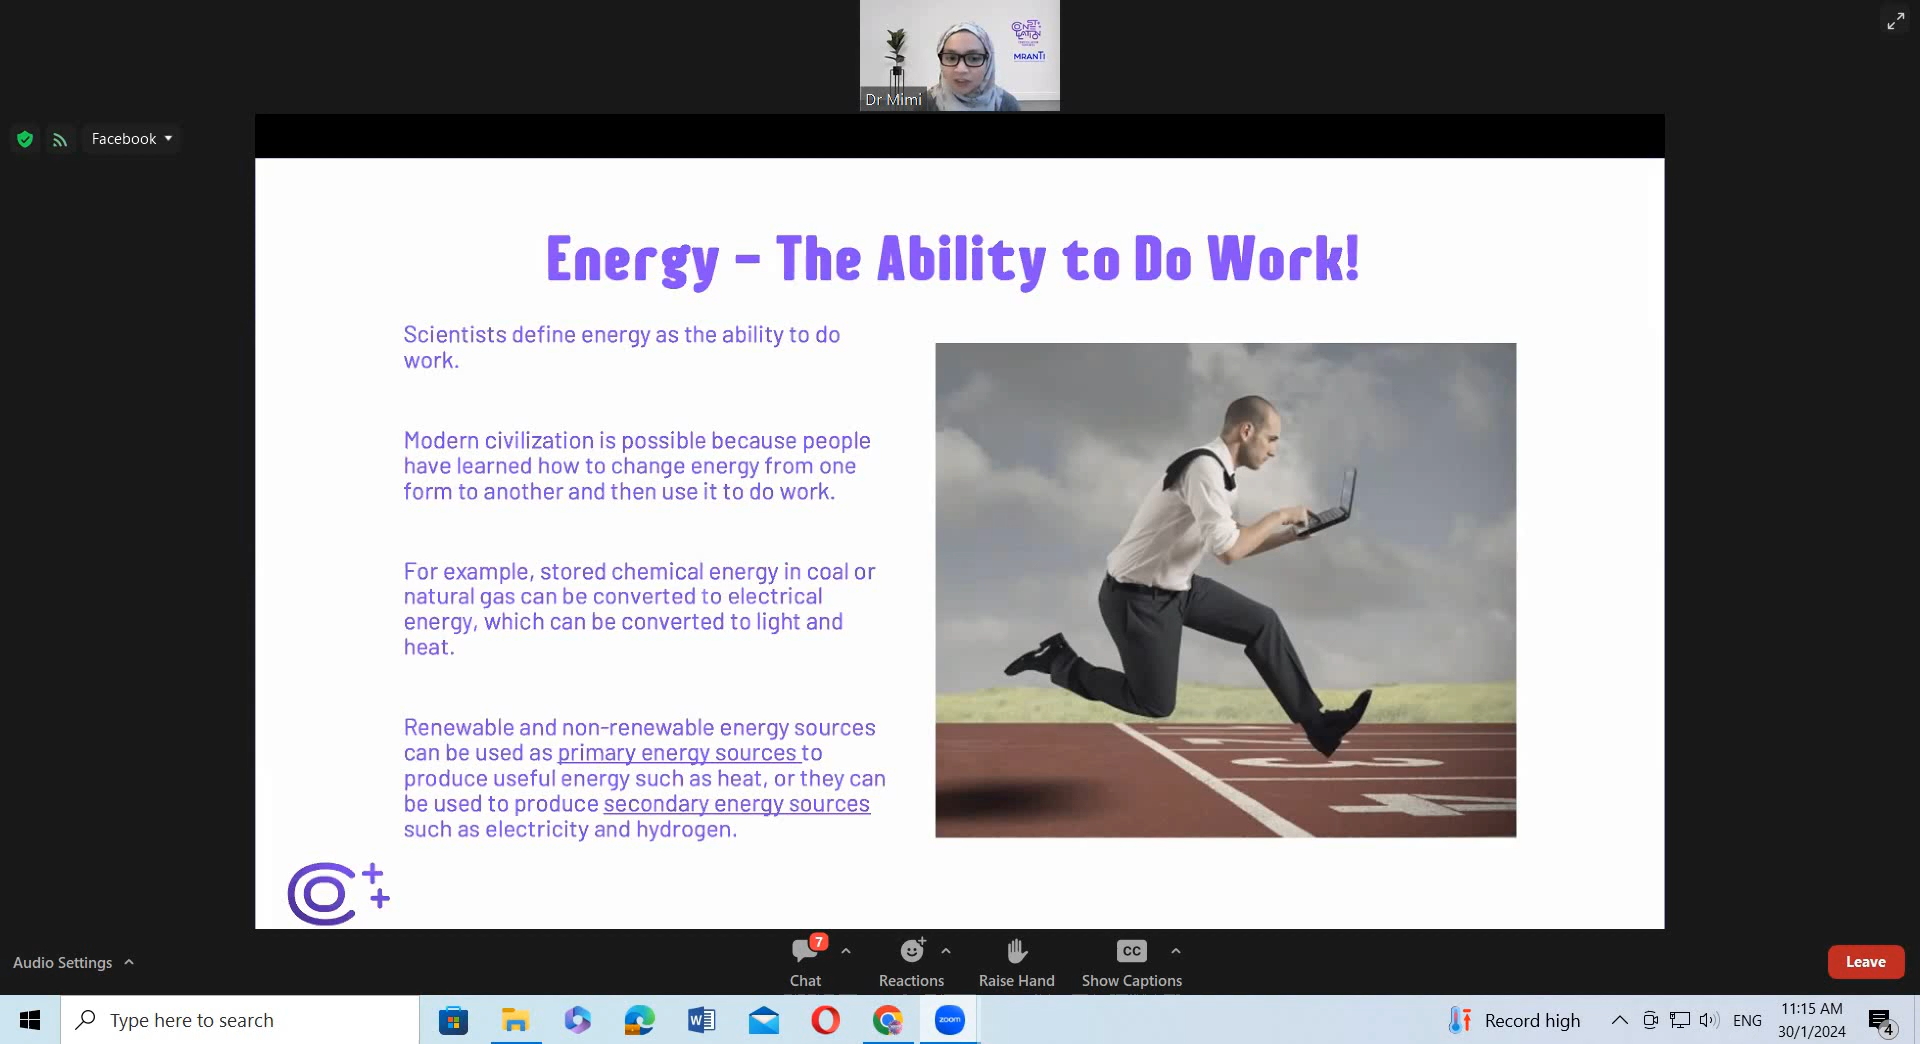 MRANTI
Dr Mimi
Facebook
Energy – The Ability to Do Work!
Scientists define energy as the ability to do
work.
Modern civilization is possible because people
have learned how to change energy from one
form to another and then use it to do work.
For example, stored chemical energy in coal or
natural gas can be converted to electrical
energy, which can be converted to light and
heat.
Renewable and non-renewable energy sources
can be used as primary energy sources to
produce useful energy such as heat, or they can
be used to produce secondary energy sources
such as electricity and hydrogen.
2
3
4
Audio Settings
7
Chat
Reactions
Raise Hand
CC
Show Captions
Leave
Type here to search
zoom
Record high
ENG
11:15 AM
30/1/2024
4